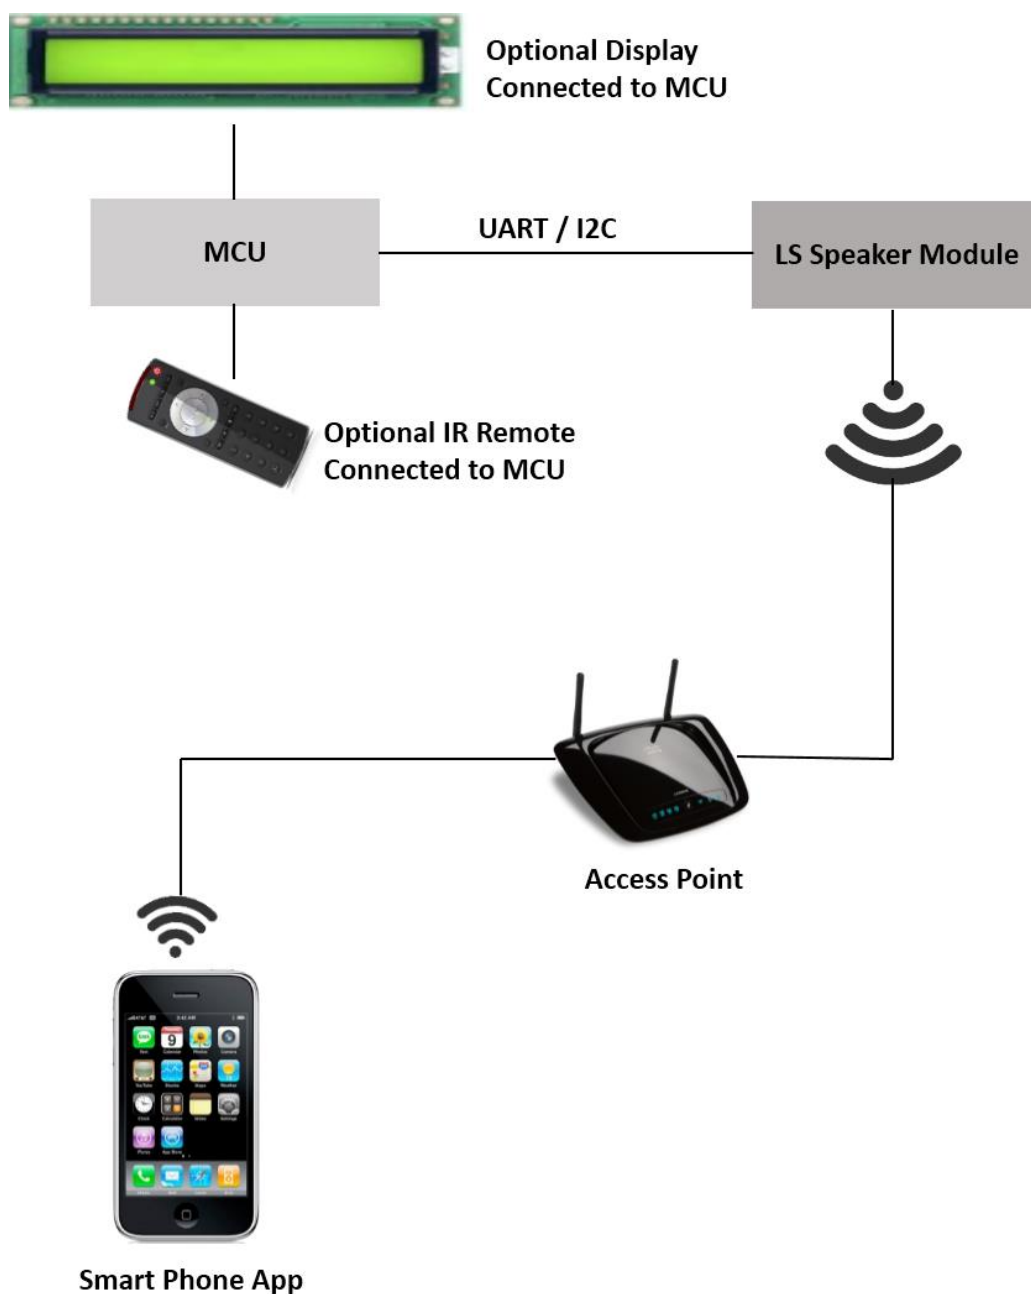 Optional Display
Connected to MCU
MCU
UART / I2C
LS Speaker Module
Optional IR Remote
Connected to MCU
Access Point
9
Smart Phone App